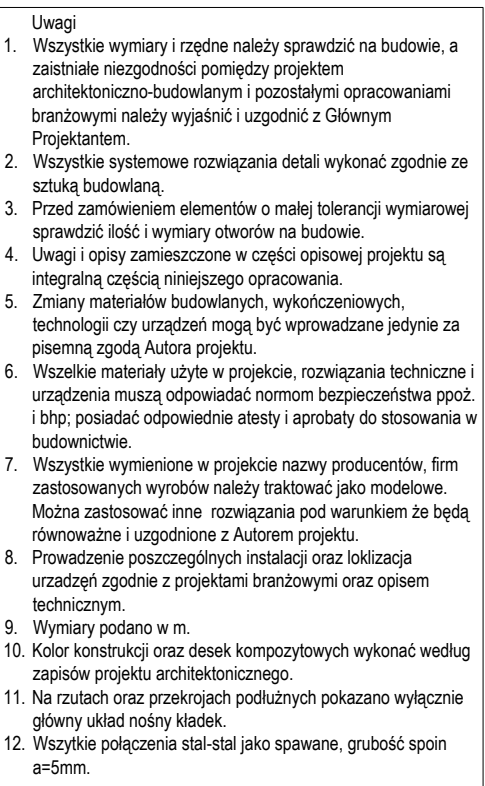 Uwagi
1. Wszystkie wymiary i rzędne należy sprawdzić na budowie, a
zaistniałe niezgodności pomiędzy projektem
architektoniczno-budowlanym i pozostałymi opracowaniami
branżowymi należy wyjaśnić i uzgodnić z Głównym
Projektantem.
2. Wszystkie systemowe rozwiązania detali wykonać zgodnie ze
sztuką budowlaną.
3. Przed zamówieniem elementów o małej tolerancji wymiarowej
sprawdzić ilość i wymiary otworów na budowie.
4. Uwagi i opisy zamieszczone w części opisowej projektu są
integralną częścią niniejszego opracowania.
5. Zmiany materiałów budowlanych, wykończeniowych,
technologii czy urządzeń mogą być wprowadzane jedynie za
pisemną zgodą Autora projektu.
6. Wszelkie materiały użyte w projekcie, rozwiązania techniczne i
urządzenia muszą odpowiadać normom bezpieczeństwa ppoż.
i bhp; posiadać odpowiednie atesty i aprobaty do stosowania w
budownictwie.
7. Wszystkie wymienione w projekcie nazwy producentów, firm
zastosowanych wyrobów należy traktować jako modelowe.
Można zastosować inne rozwiązania pod warunkiem że będą
równoważne i uzgodnione z Autorem projektu.
8. Prowadzenie poszczególnych instalacji oraz loklizacja
urzadzęń zgodnie z projektami branżowymi oraz opisem
technicznym.
9. Wymiary podano w m.
10. Kolor konstrukcji oraz desek kompozytowych wykonać według
zapisów projektu architektonicznego.
11. Na rzutach oraz przekrojach podłużnych pokazano wyłącznie
główny układ nośny kładek.
12. Wszytkie połączenia stal-stal jako spawane, grubość spoin
a=5mm.